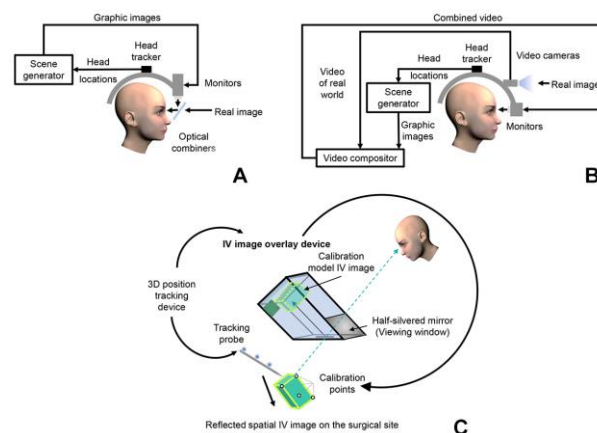 Graphic images
Scene
generator
Head
locations
Head
tracker
Monitors
Real image
Optical
combiners
A
Combined video
Video
of real
world
Head
locations
Head
tracker
Video cameras
Real image
Scene
generator
Graphic
images
Monitors
Video compositor
B
IV image overlay device
Calibration
model IV image
3D position
tracking
device
Half-silvered mirror
(Viewing window)
Tracking
probe
Calibration
points
Reflected spatial IV image on the surgical site
C